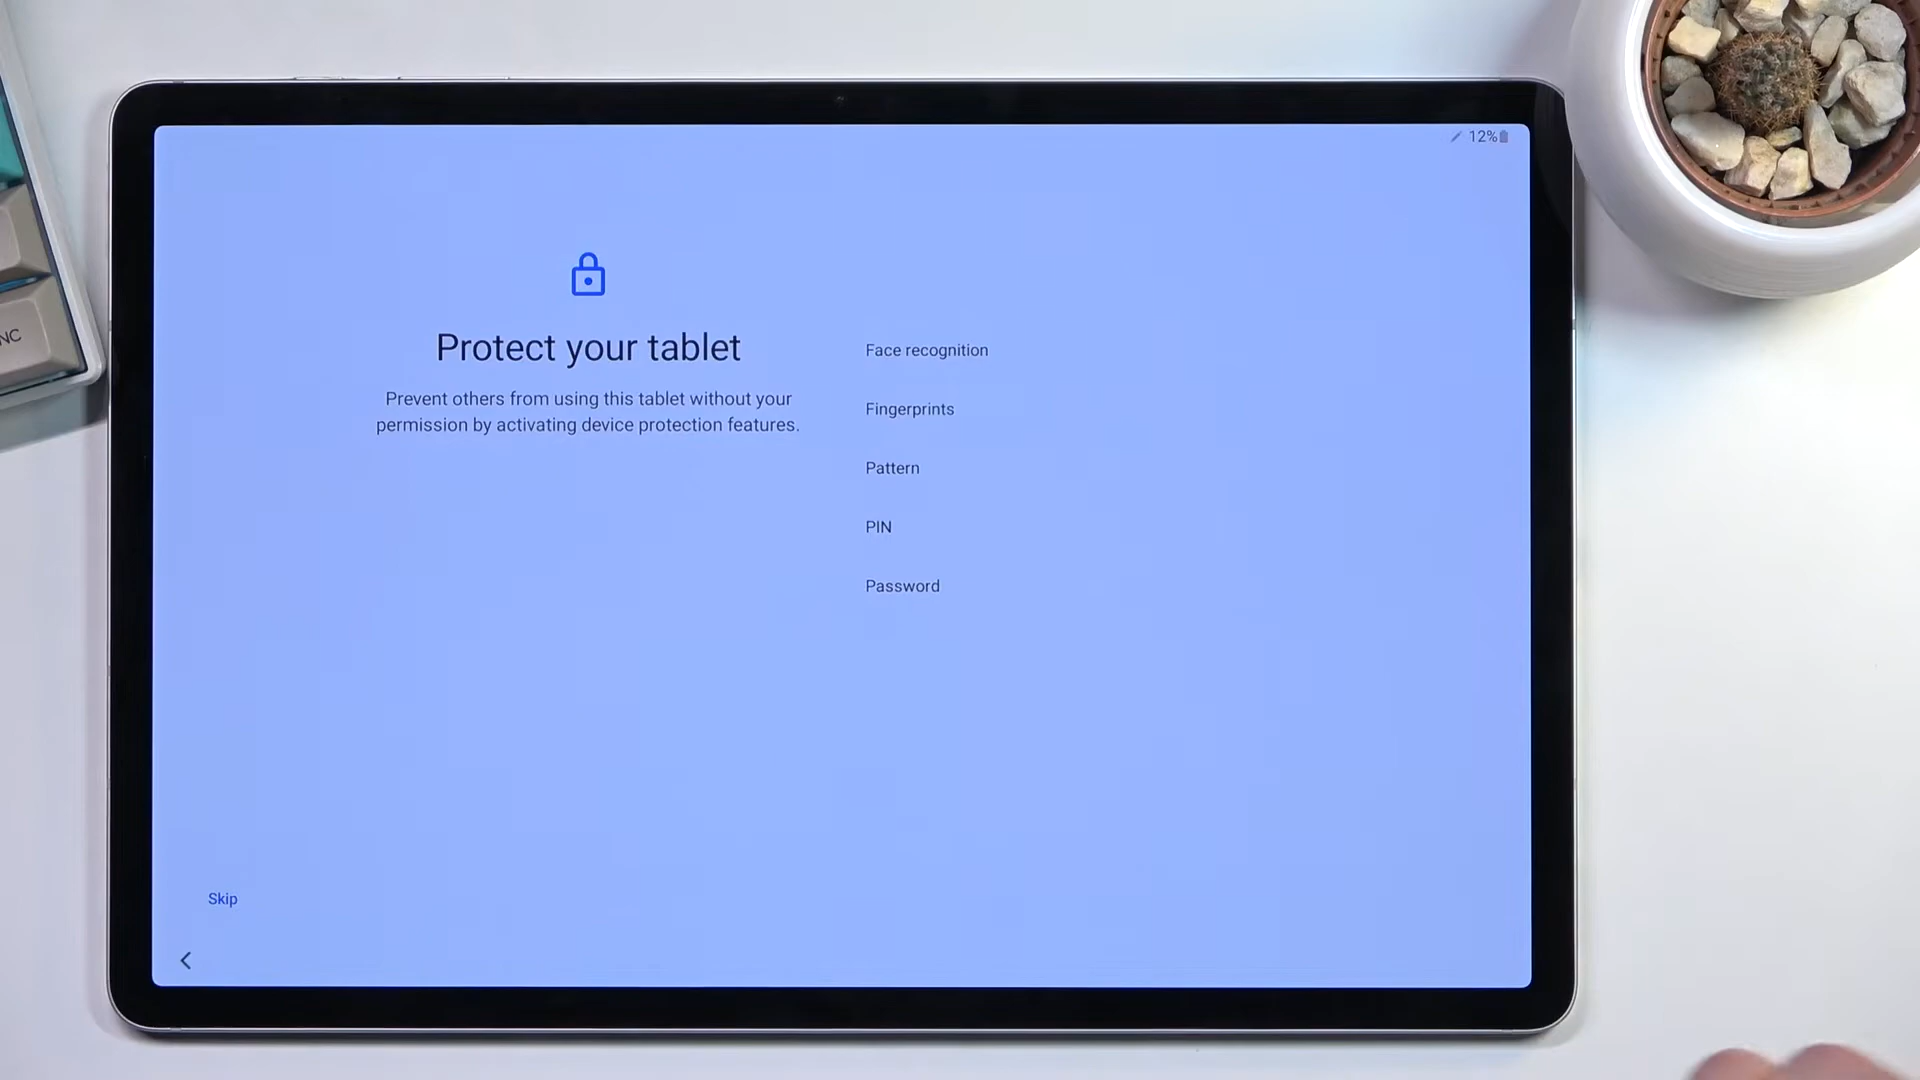 12%
Protect your tablet
Prevent others from using this tablet without your
permission by activating device protection features.
Face recognition
Fingerprints
Pattern
PIN
Password
Skip
NC